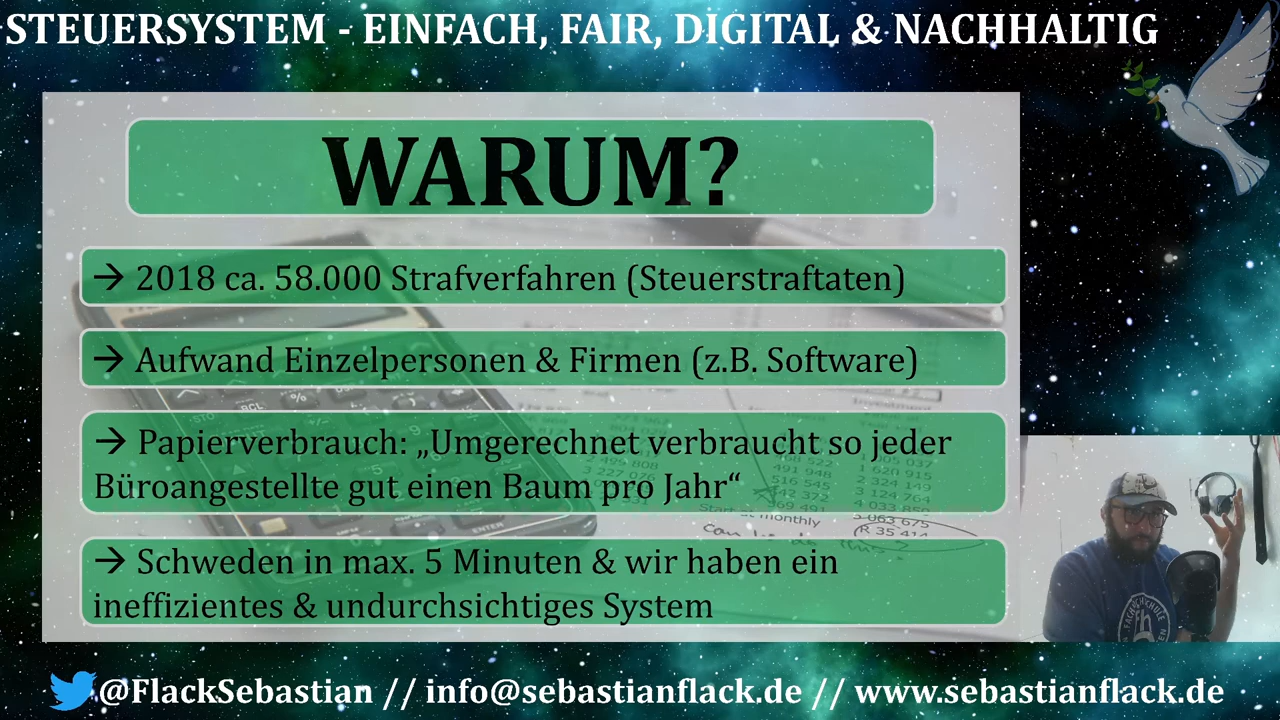 STEUERSYSTEM - EINFACH, FAIR, DIGITAL & NACHHALTIG
WARUM?
→ 2018 ca. 58.000 Strafverfahren (Steuerstraftaten)
→ Aufwand Einzelpersonen & Firmen (z.B. Software)
→ Papierverbrauch: „Umgerechnet verbraucht so jeder
Büroangestellte gut einen Baum pro Jahr“
→ Schweden in max. 5 Minuten & wir haben ein
ineffizientes & undurchsichtiges System
@FlackSebastian // info@sebastianflack.de // www.sebastianflack.de